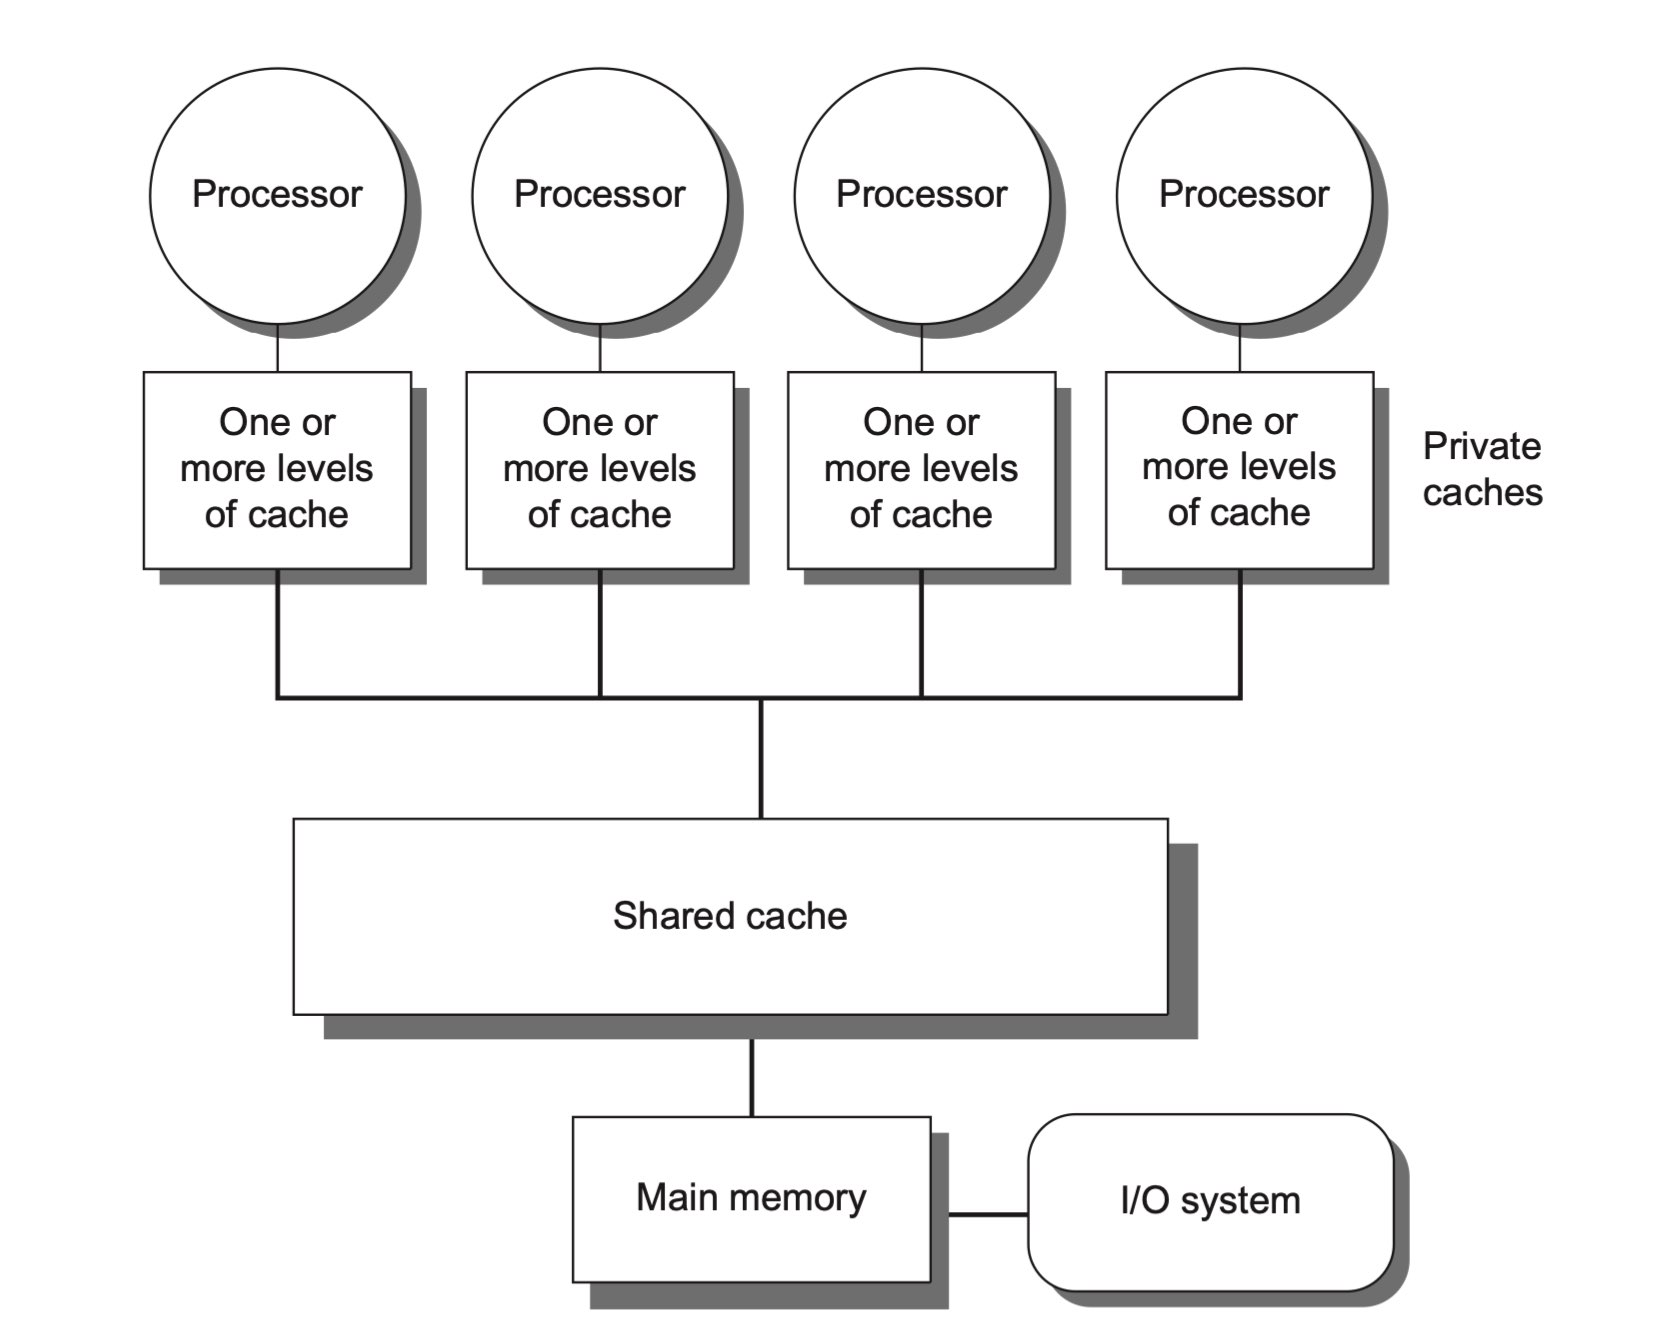 Processor
Processor
Processor
Processor
One or
more levels
of cache
One or
more levels
of cache
One or
more levels
of cache
One or
more levels
of cache
Private
caches
Shared cache
Main memory
I/O system